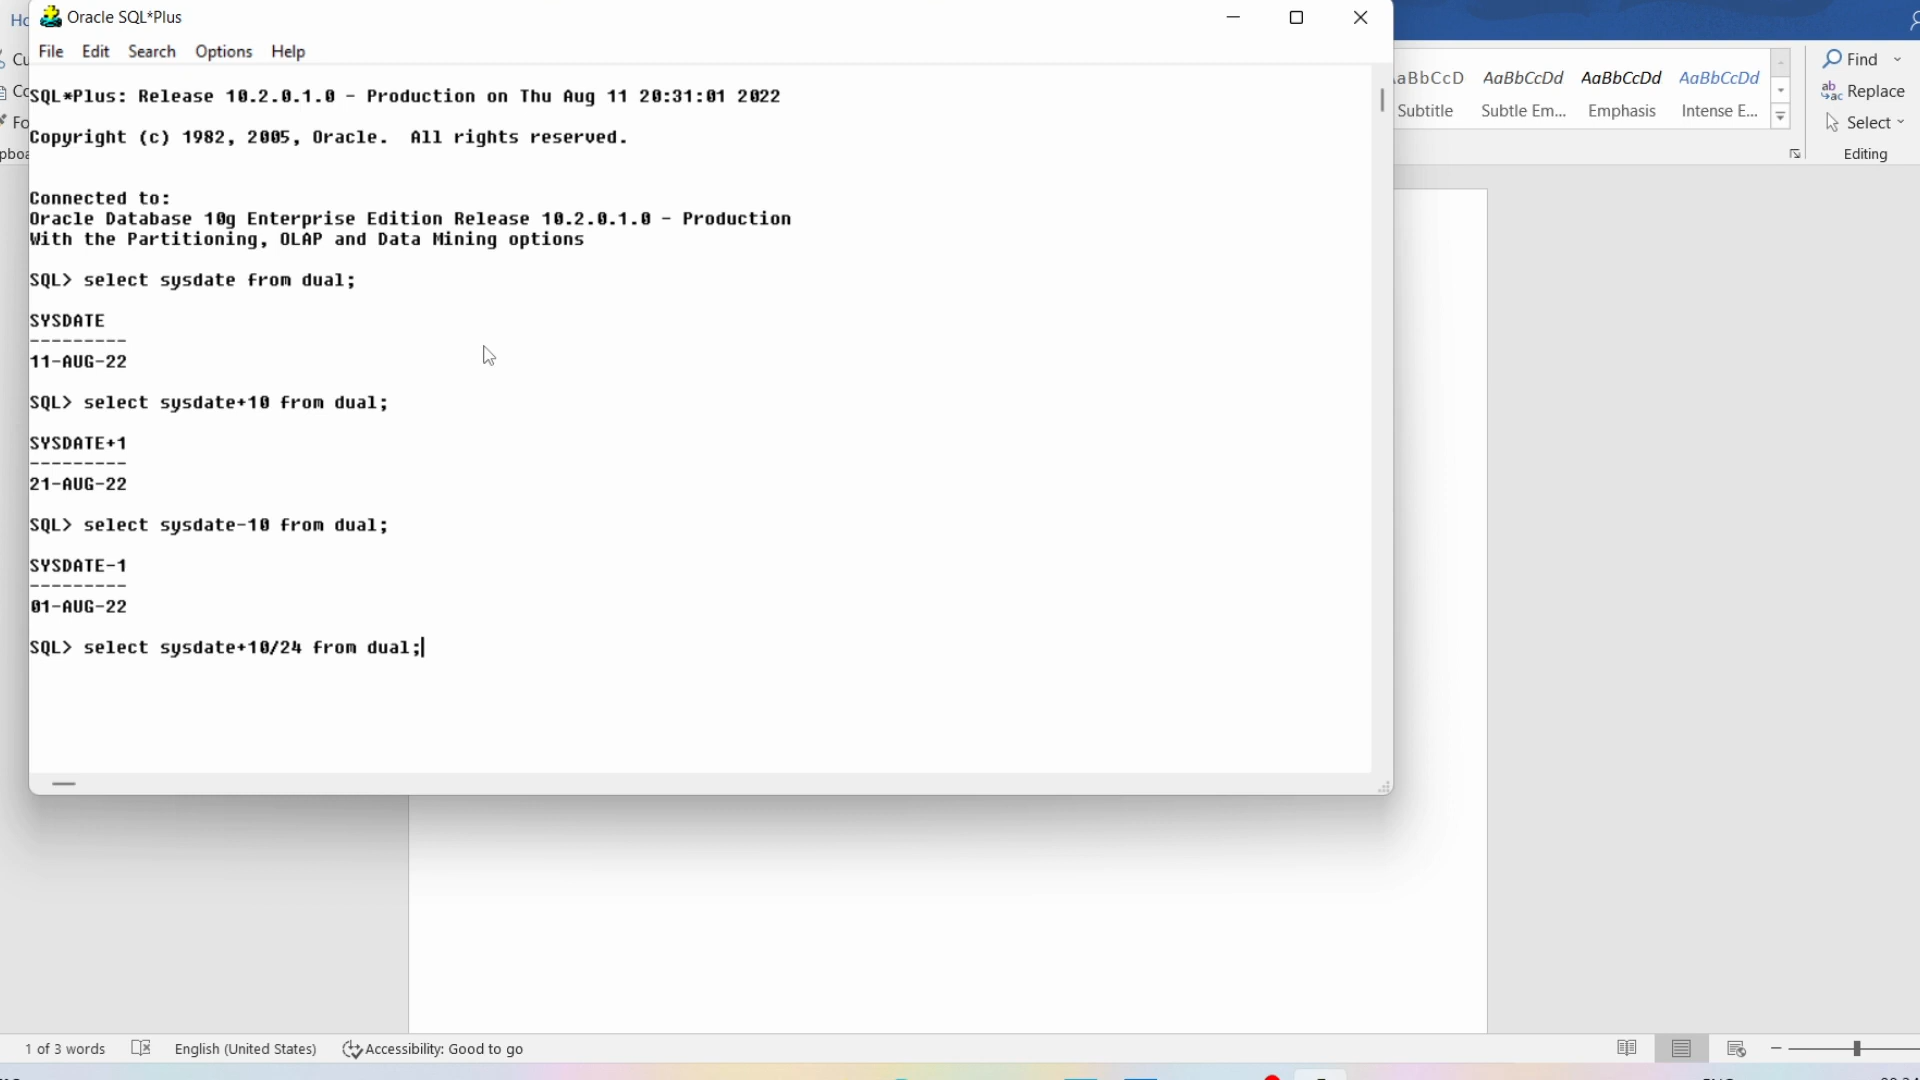 Oracle SQL*Plus
File Edit Search Options Help
SQL*Plus: Release 10.2.0.1.0 - Production on Thu Aug 11 20:31:01 2022
Copyright (c) 1982, 2005, Oracle.  All rights reserved.
Connected to:
Oracle Database 10g Enterprise Edition Release 10.2.0.1.0 - Production
With the Partitioning, OLAP and Data Mining options
SQL> select sysdate from dual;
SYSDATE
---------
11-AUG-22
SQL> select sysdate+10 from dual;
SYSDATE+1
---------
21-AUG-22
SQL> select sysdate-10 from dual;
SYSDATE-1
---------
01-AUG-22
SQL> select sysdate+10/24 from dual;
AaBbCcDd AaBbCcDd AaBbCcDd
Subtitle Subtle Em... Emphasis Intense E...
Find
Replace
Select
Editing
1 of 3 words English (United States) Accessibility: Good to go